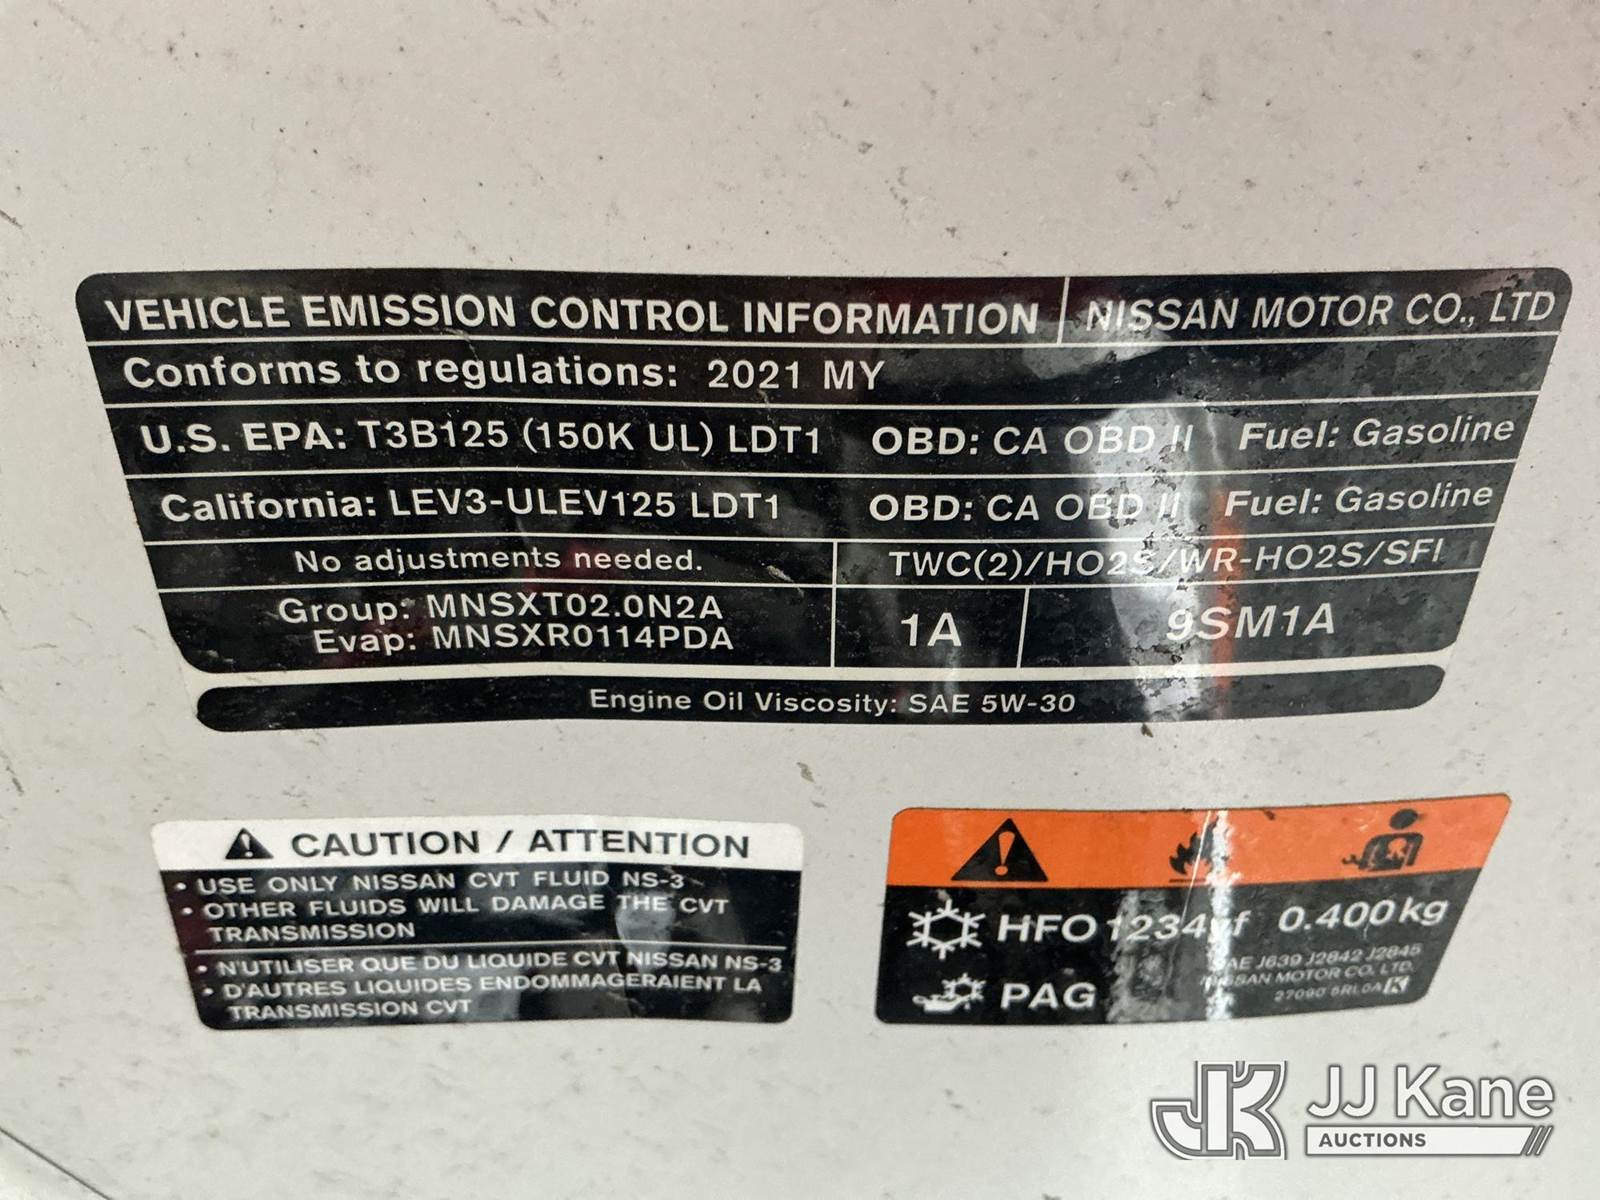 VEHICLE EMISSION CONTROL INFORMATION NISSAN MOTOR CO., LTD
Conforms to regulations: 2021 MY
U.S. EPA: T3B125 (150K UL) LDT1 OBD: CA OBD II Fuel: Gasoline
California: LEV3-ULEV125 LDT1 OBD: CA OBD II Fuel: Gasoline
No adjustments needed. TWC(2)/HO2S/WR-HO2S/SFI
Group: MNSXT02.0N2A
Evap: MNSXR0114PDA
1A 9SM1A
Engine Oil Viscosity: SAE 5W-30
CAUTION / ATTENTION
• USE ONLY NISSAN CVT FLUID NS-3
• OTHER FLUIDS WILL DAMAGE THE CVT
TRANSMISSION
• N'UTILISER QUE DU LIQUIDE CVT NISSAN NS-3
• D'AUTRES LIQUIDES ENDOMMAGERAIENT LA
TRANSMISSION CVT
HFO1234yf 0.400kg
SAE J639 J2842 J2845
PAG
NISSAN MOTOR CO. LTD.
27090 5RL0A K
JJ Kane
AUCTIONS